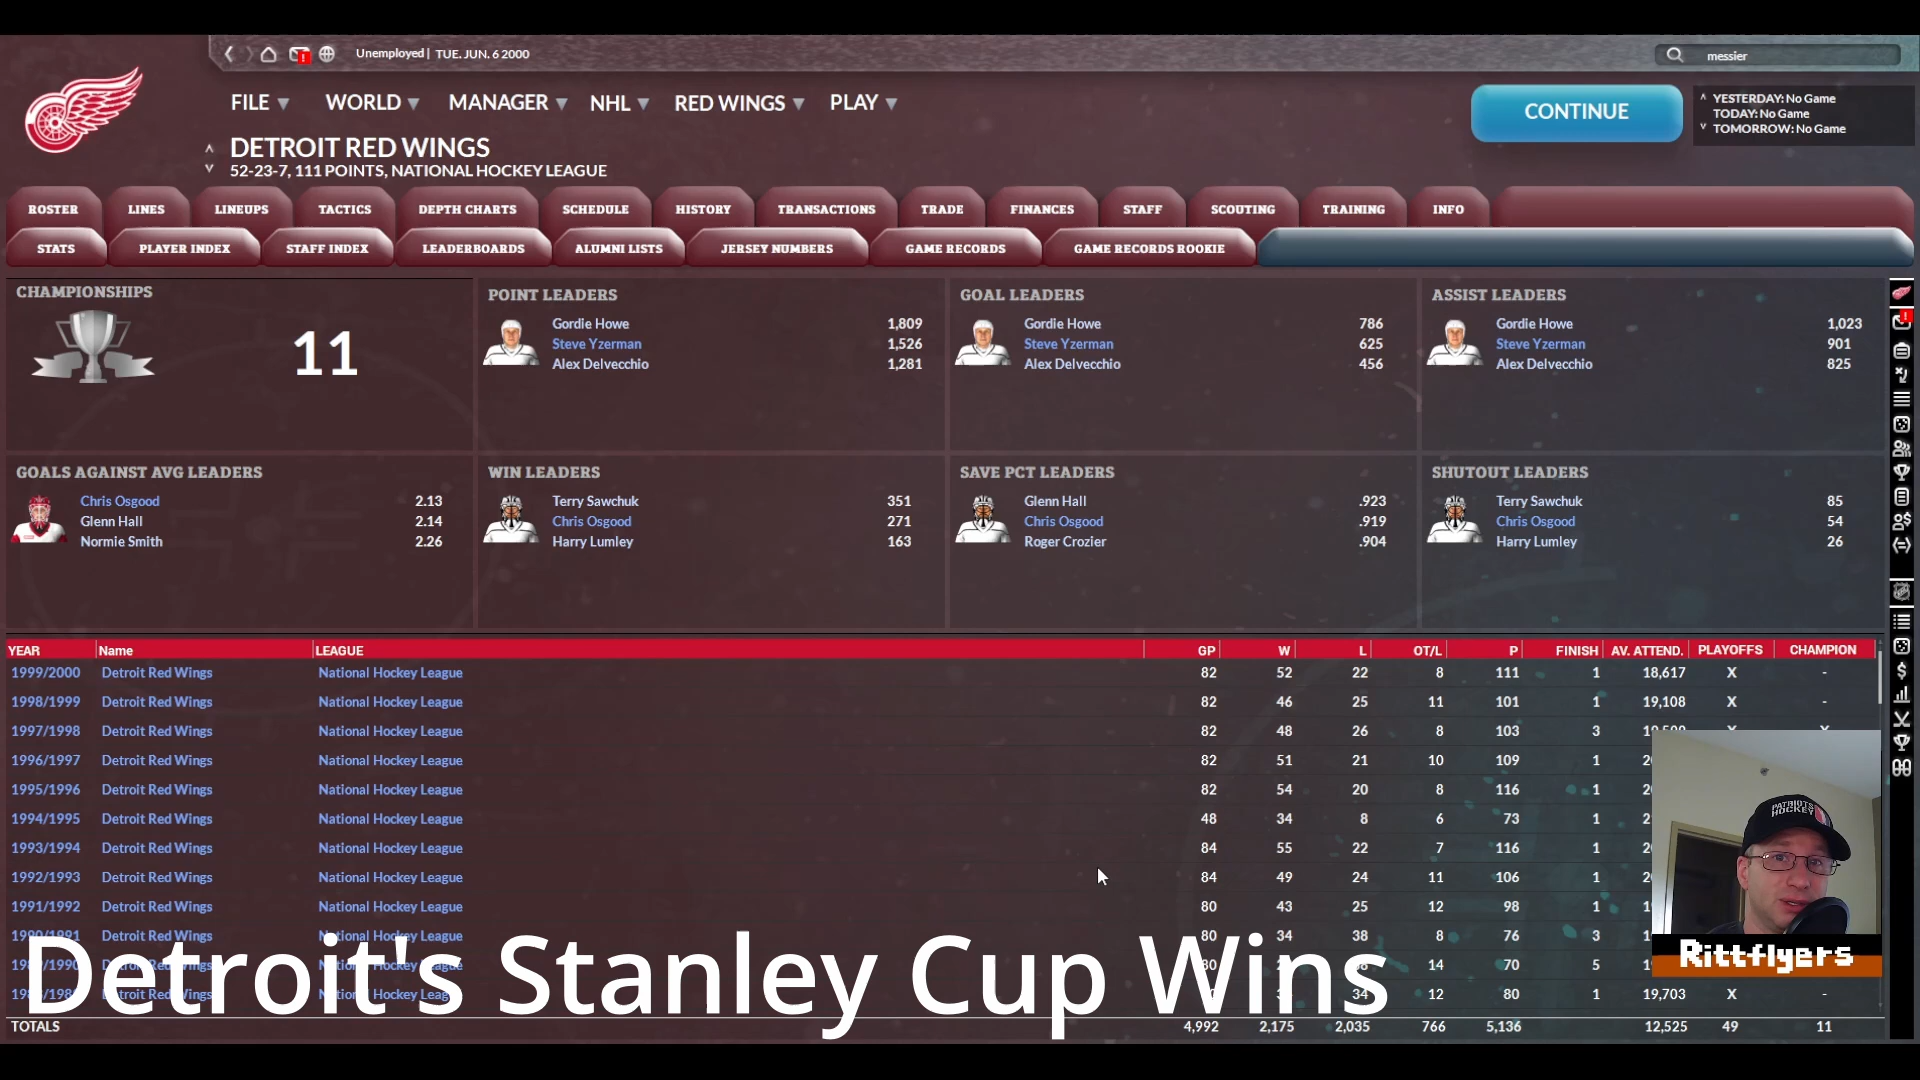 Unemployed | TUE. JUN. 6 2000
messier
FILE WORLD MANAGER NHL RED WINGS PLAY
CONTINUE
YESTERDAY: No Game
TODAY: No Game
TOMORROW: No Game
DETROIT RED WINGS
52-23-7, 111 POINTS, NATIONAL HOCKEY LEAGUE
ROSTER LINES LINEUPS TACTICS DEPTH CHARTS SCHEDULE HISTORY TRANSACTIONS TRADE FINANCES STAFF SCOUTING TRAINING INFO
STATS PLAYER INDEX STAFF INDEX LEADERBOARDS ALUMNI LISTS JERSEY NUMBERS GAME RECORDS GAME RECORDS ROOKIE
CHAMPIONSHIPS
11
POINT LEADERS
Gordie Howe 1,809
Steve Yzerman 1,526
Alex Delvecchio 1,281
GOAL LEADERS
Gordie Howe 786
Steve Yzerman 625
Alex Delvecchio 456
ASSIST LEADERS
Gordie Howe 1,023
Steve Yzerman 901
Alex Delvecchio 825
GOALS AGAINST AVG LEADERS
Chris Osgood 2.13
Glenn Hall 2.14
Normie Smith 2.26
WIN LEADERS
Terry Sawchuk 351
Chris Osgood 271
Harry Lumley 163
SAVE PCT LEADERS
Glenn Hall .923
Chris Osgood .919
Roger Crozier .904
SHUTOUT LEADERS
Terry Sawchuk 85
Chris Osgood 54
Harry Lumley 26
YEAR Name LEAGUE GP W L OT/L P FINISH AV. ATTEND. PLAYOFFS CHAMPION
1999/2000 Detroit Red Wings National Hockey League 82 52 22 8 111 1 18,617 X -
1998/1999 Detroit Red Wings National Hockey League 82 46 25 11 101 1 19,108 X -
1997/1998 Detroit Red Wings National Hockey League 82 48 26 8 103 3
1996/1997 Detroit Red Wings National Hockey League 82 51 21 10 109 1
1995/1996 Detroit Red Wings National Hockey League 82 54 20 8 116 1
1994/1995 Detroit Red Wings National Hockey League 48 34 8 6 73 1
1993/1994 Detroit Red Wings National Hockey League 84 55 22 7 116 1
1992/1993 Detroit Red Wings National Hockey League 84 49 24 11 106 1
1991/1992 Detroit Red Wings National Hockey League 80 43 25 12 98 1
Detroit Red Wings National Hockey League 80 34 38 8 76 3
14 70 5
34 12 80 1 19,703 X -
TOTALS 4,992 2,175 2,035 766 5,136 12,525 49 11
Detroit's Stanley Cup Wins
PATRIOTS
HOCKEY
Rittflyers